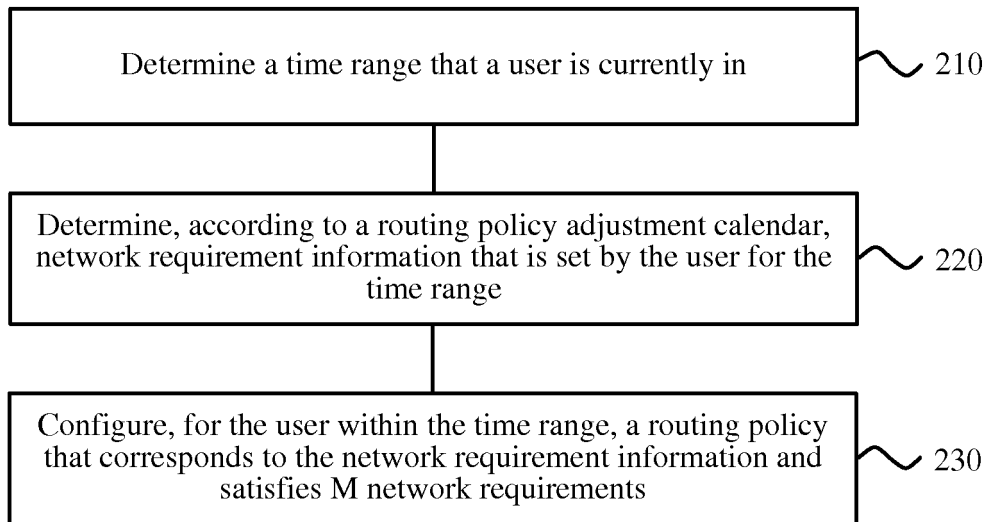 Determine a time range that a user is currently in
210
Determine, according to a routing policy adjustment calendar,
network requirement information that is set by the user for the
time range
220
Configure, for the user within the time range, a routing policy
that corresponds to the network requirement information and
satisfies M network requirements
230